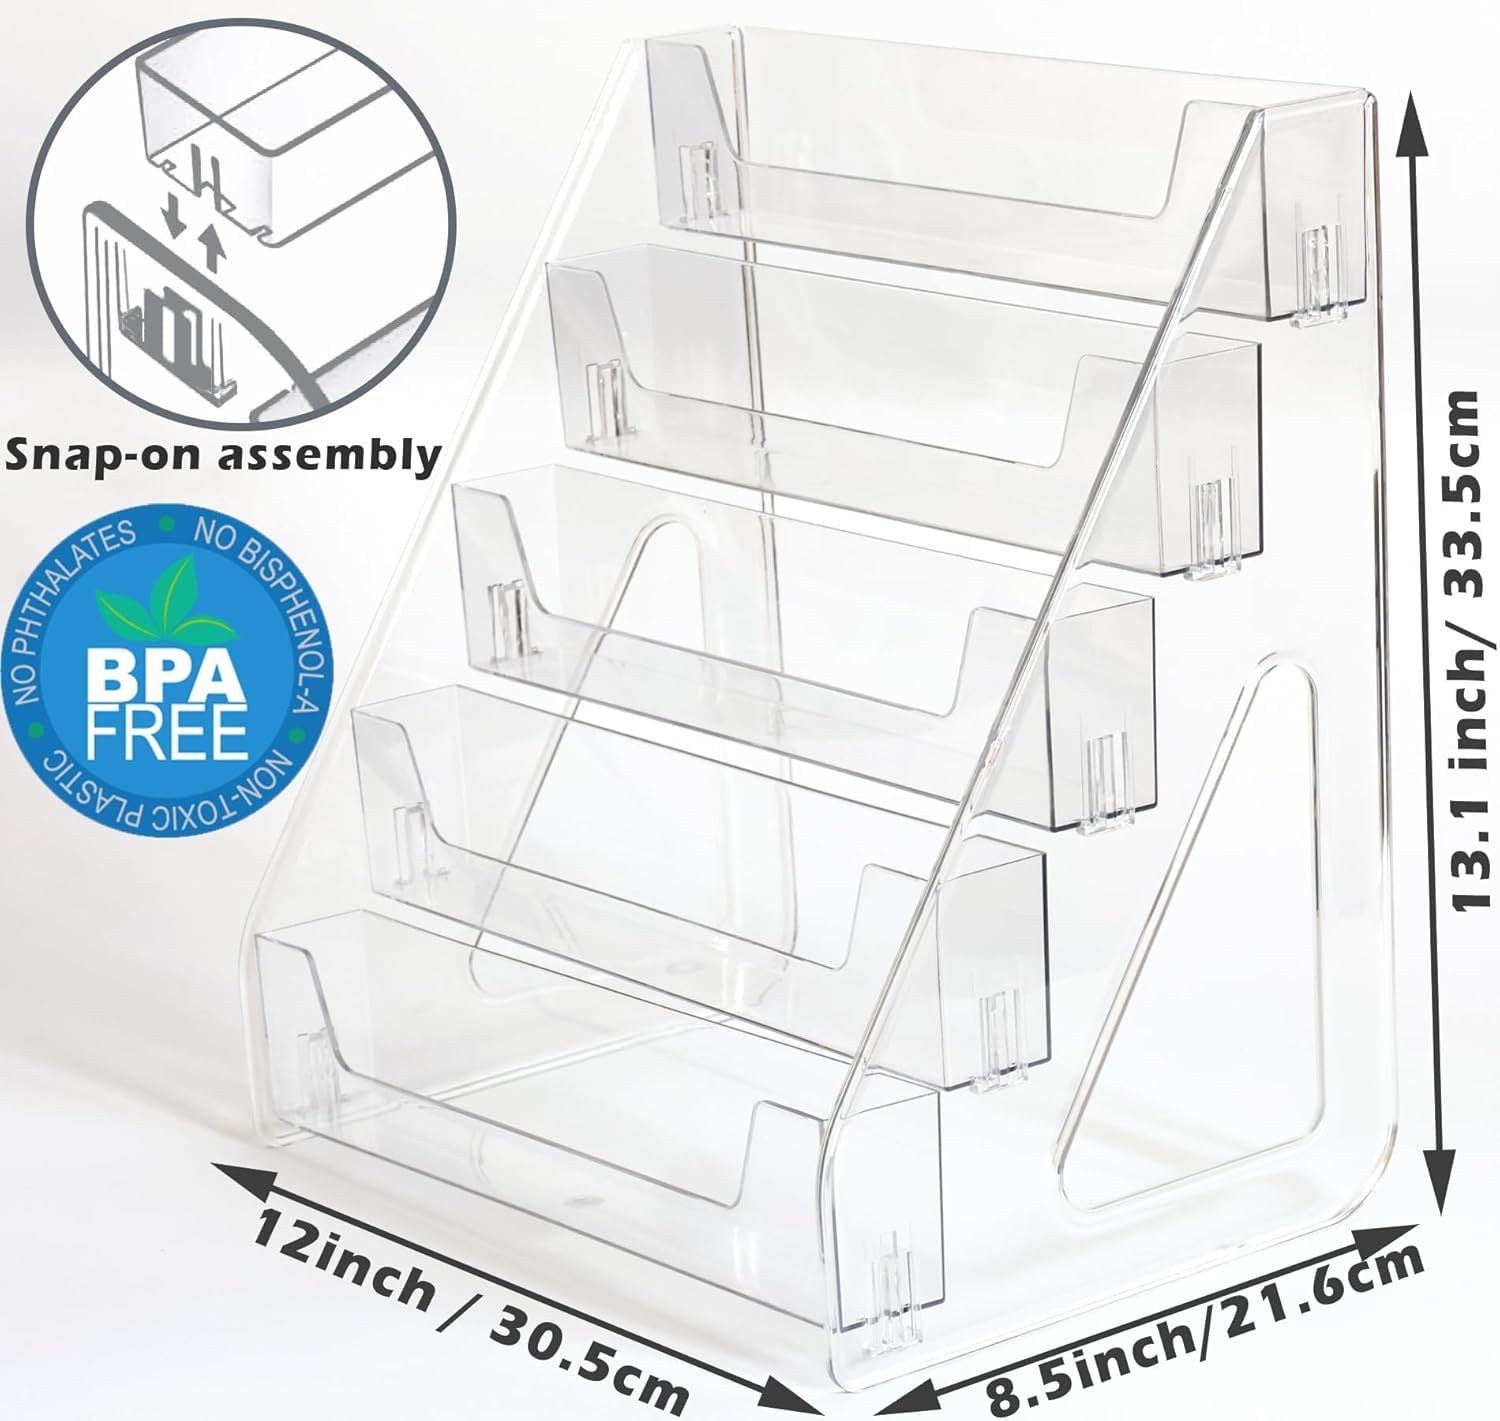 Snap-on assembly
NO PHTHALATES • NO BISPHENOL-A • NON-TOXIC PLASTIC •
BPA
FREE
13.1 inch/ 33.5cm
12inch / 30.5cm
8.5inch/21.6cm